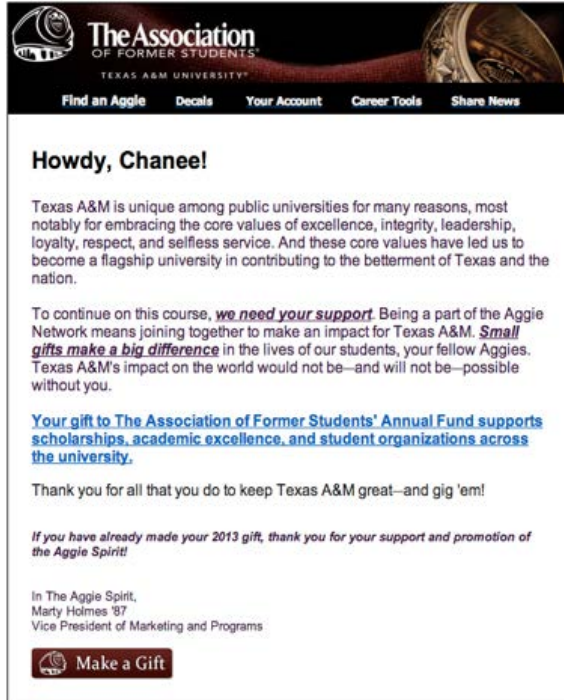 The Association
OF FORMER STUDENTS®
TEXAS A&M UNIVERSITY®
Find an Aggie Decals Your Account Career Tools Share News
Howdy, Chanee!
Texas A&M is unique among public universities for many reasons, most
notably for embracing the core values of excellence, integrity, leadership,
loyalty, respect, and selfless service. And these core values have led us to
become a flagship university in contributing to the betterment of Texas and the
nation.
To continue on this course, we need your support. Being a part of the Aggie
Network means joining together to make an impact for Texas A&M. Small
gifts make a big difference in the lives of our students, your fellow Aggies.
Texas A&M's impact on the world would not be—and will not be—possible
without you.
Your gift to The Association of Former Students' Annual Fund supports
scholarships, academic excellence, and student organizations across
the university.
Thank you for all that you do to keep Texas A&M great—and gig 'em!
If you have already made your 2013 gift, thank you for your support and promotion of
the Aggie Spirit!
In The Aggie Spirit,
Marty Holmes '87
Vice President of Marketing and Programs
Make a Gift